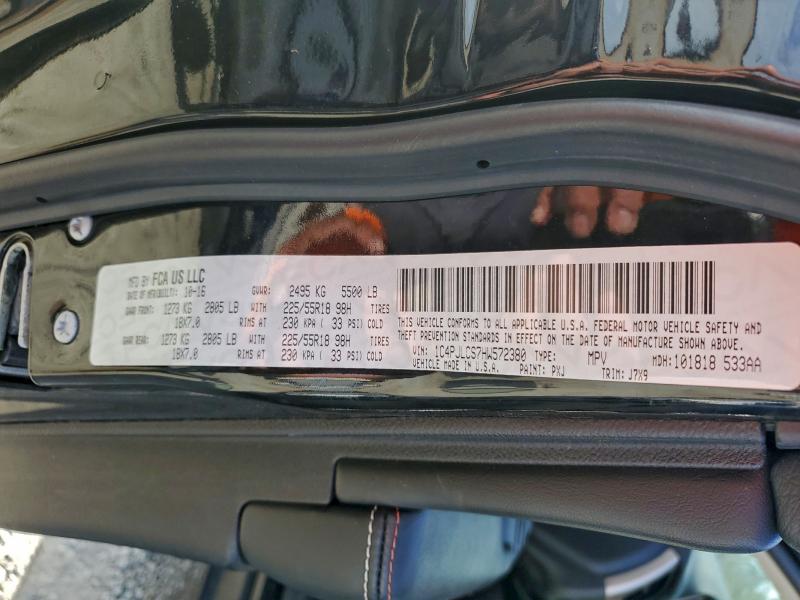 MFD BY FCA US LLC
DATE OF MFR(BUILT): 10-16 GVWR: 2495 KG 5500 LB
GAWR FRONT: 1273 KG 2805 LB WITH 225/55R18 98H TIRES
18X7.0 RIMS AT 230 KPA ( 33 PSI) COLD
GAWR REAR: 1273 KG 2805 LB WITH 225/55R18 98H TIRES
18X7.0 RIMS AT 230 KPA ( 33 PSI) COLD
THIS VEHICLE CONFORMS TO ALL APPLICABLE U.S.A. FEDERAL MOTOR VEHICLE SAFETY AND
THEFT PREVENTION STANDARDS IN EFFECT ON THE DATE OF MANUFACTURE SHOWN ABOVE.
VIN: 1C4PJLCS7HW572380 TYPE: MPV MDH: 101818 533AA
VEHICLE MADE IN U.S.A. PAINT: PXJ TRIM: J7X9